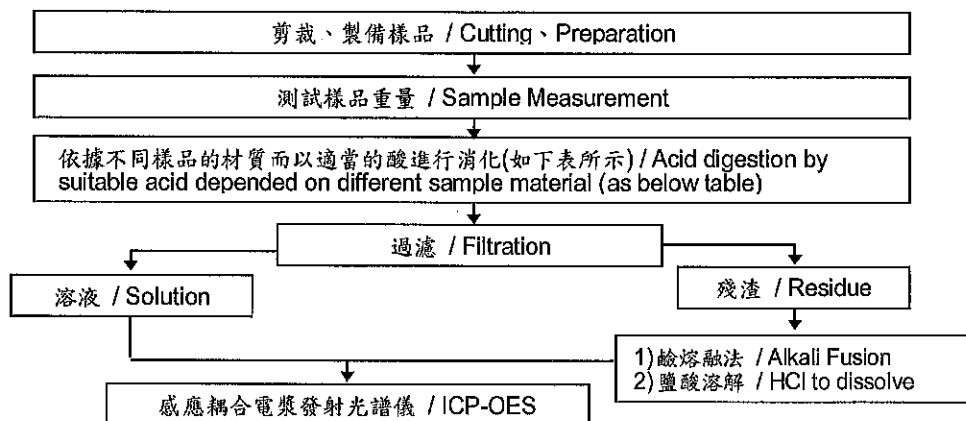 剪裁、製備樣品 / Cutting、Preparation
測試樣品重量 / Sample Measurement
依據不同樣品的材質而以適當的酸進行消化(如下表所示) / Acid digestion by
suitable acid depended on different sample material (as below table)
過濾 / Filtration
溶液 / Solution
殘渣 / Residue
1)鹼熔融法 / Alkali Fusion
2)鹽酸溶解 / HCl to dissolve
感應耦合電漿發射光譜儀 / ICP-OES